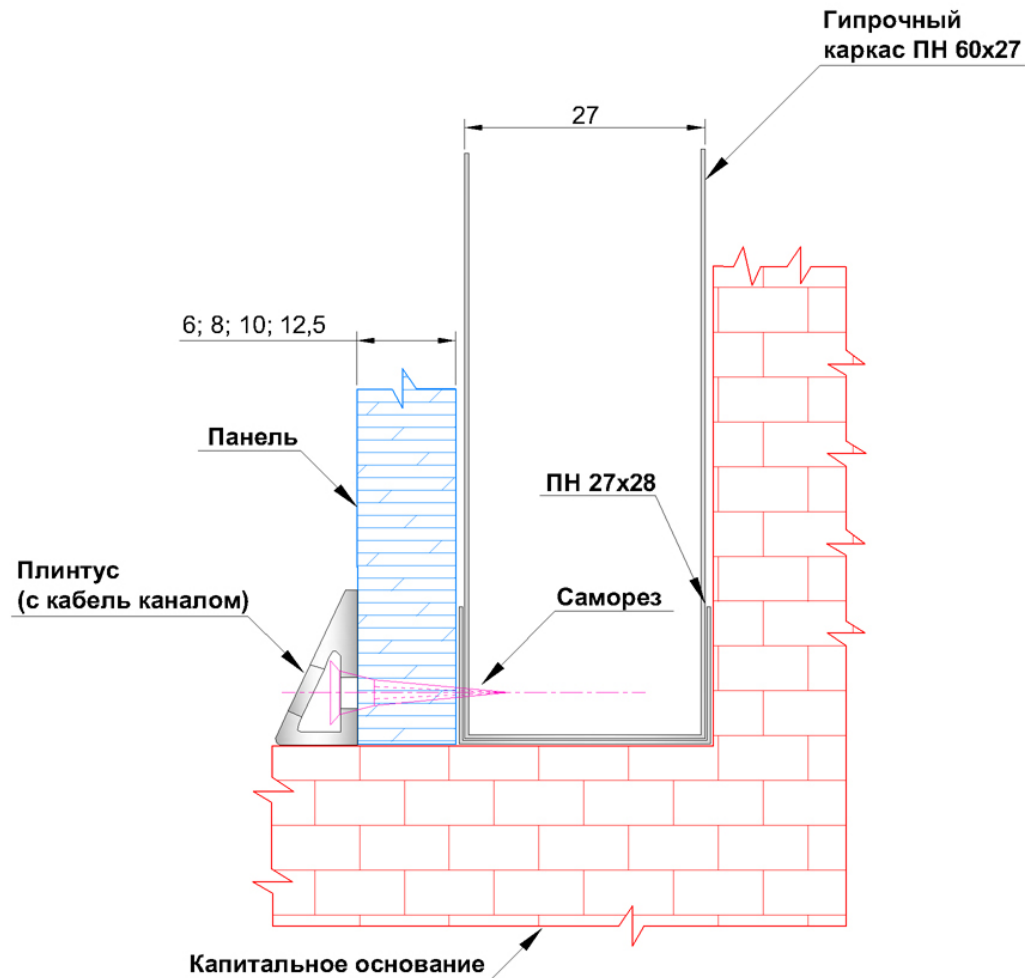 Гипрочный
каркас ПН 60х27
27
6; 8; 10; 12,5
Панель
ПН 27х28
Плинтус
(с кабель каналом)
Саморез
Капитальное основание